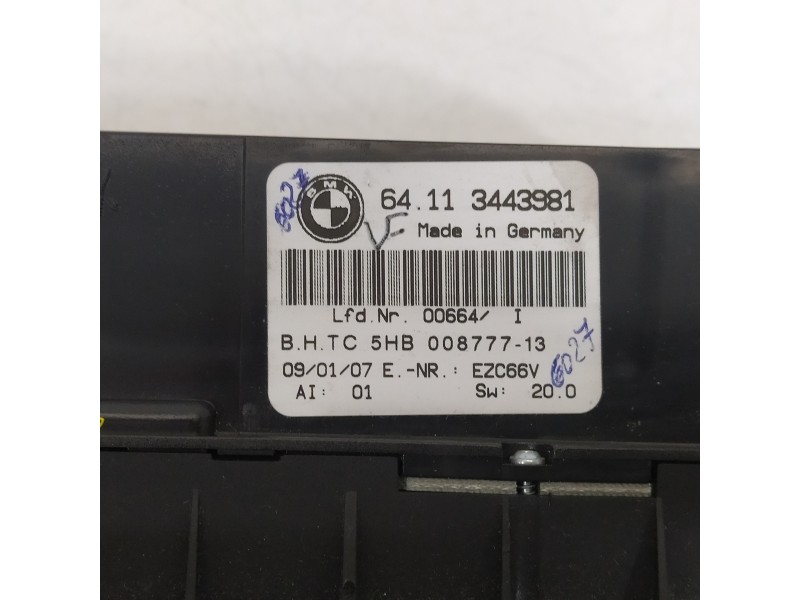 BMW
64.11 3443981
VF Made in Germany
Lfd.Nr. 00664/ I
B.H.TC 5HB 008777-13
09/01/07 E.-NR.: EZC66V
AI: 01 Sw: 20.0
6027